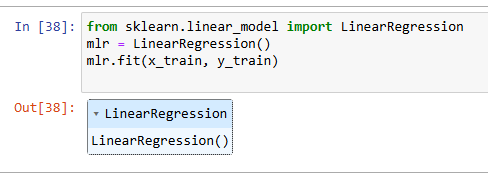 In [38]: from sklearn.linear_model import LinearRegression
mlr = LinearRegression()
mlr.fit(x_train, y_train)
Out[38]: ▾ LinearRegression
LinearRegression()